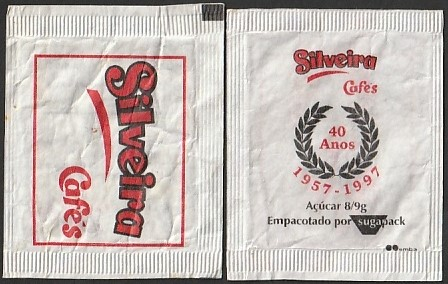 Silveira
Cafés
Silveira
Cafés
40
Anos
1957-1997
Açúcar 8/9g
Empacotado por sugapack